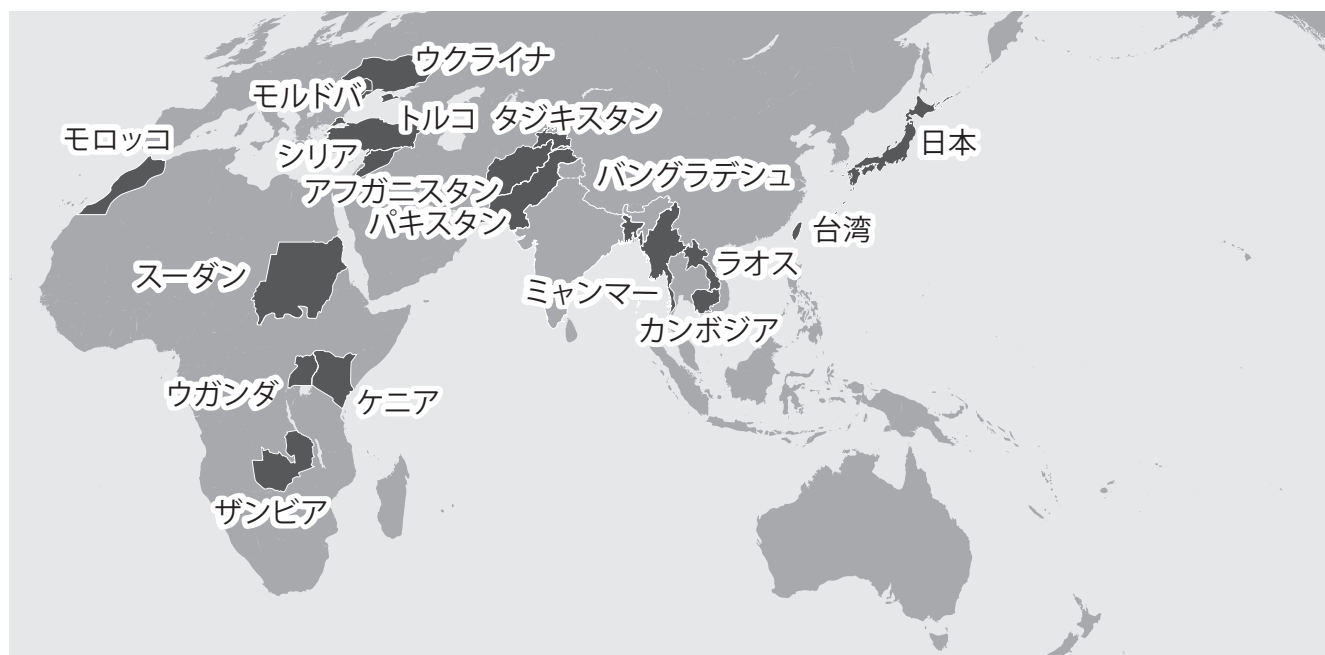 ウクライナ
モルドバ
トルコ
タジキスタン
モロッコ
日本
シリア
バングラデシュ
アフガニスタン
パキスタン
台湾
スーダン
ラオス
ミャンマー
カンボジア
ウガンダ
ケニア
ザンビア